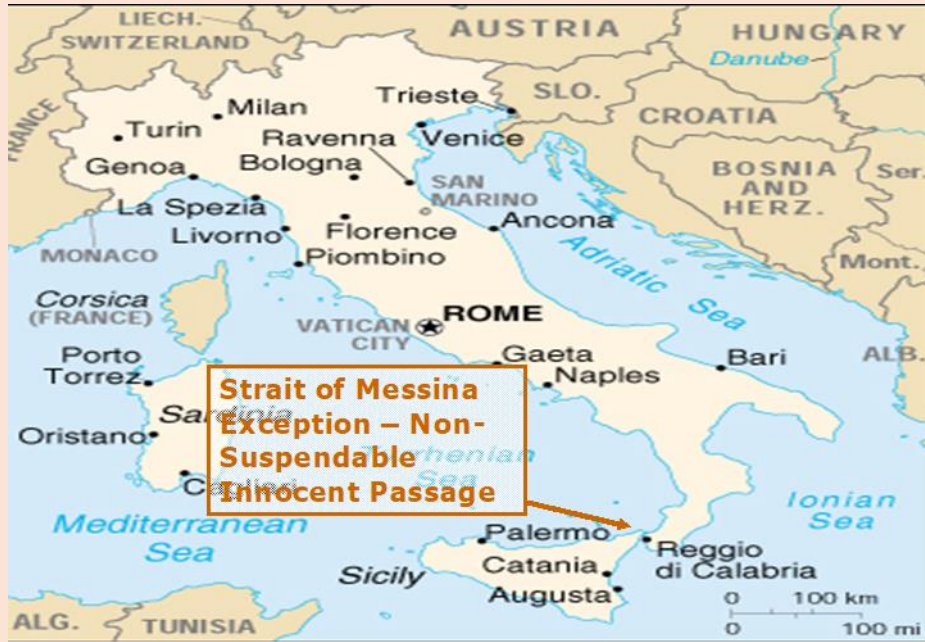 LIECH.
AUSTRIA
HUNGARY
SWITZERLAND
Danube
Trieste
SLO.
Milan
CROATIA
FRANCE
Turin
Ravenna
Venice
Genoa
Bologna
BOSNIA
AND
HERZ.
Ser.
SAN
MARINO
La Spezia
Ancona
Livorno
Florence
MONACO
Piombino
Adriatic Sea
Mont.
Corsica
(FRANCE)
VATICAN
CITY
ROME
Gaeta
Bari
ALB.
Porto
Torrez
Naples
Strait of Messina
Exception – Non-
Suspendable
Innocent Passage
Sardinia
Oristano
Tyrrhenian
Sea
Cagliari
Ionian
Sea
Mediterranean
Sea
Palermo
Reggio
di Calabria
Sicily
Catania
Augusta
0 100 km
0 100 mi
ALG.
TUNISIA